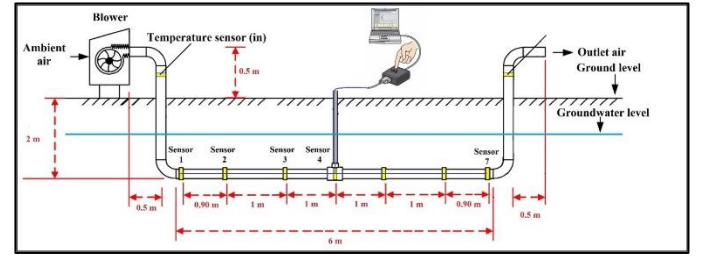 Blower
Temperature sensor (in)
Ambient
air
0.5 m
Outlet air
Ground level
Groundwater level
2 m
Sensor
1
Sensor
2
Sensor
3
Sensor
4
Sensor
7
0.5 m
0,90 m
1 m
1 m
1 m
1 m
0.90 m
0.5 m
6 m